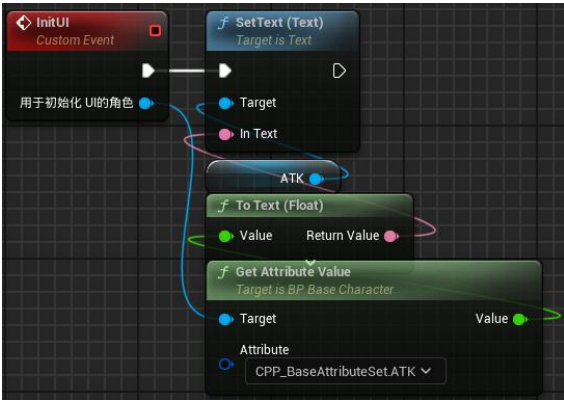 InitUI
Custom Event
用于初始化 UI的角色
f SetText (Text)
Target is Text
Target
In Text
ATK
f To Text (Float)
Value
Return Value
f Get Attribute Value
Target is BP Base Character
Target
Value
Attribute
CPP_BaseAttributeSet.ATK